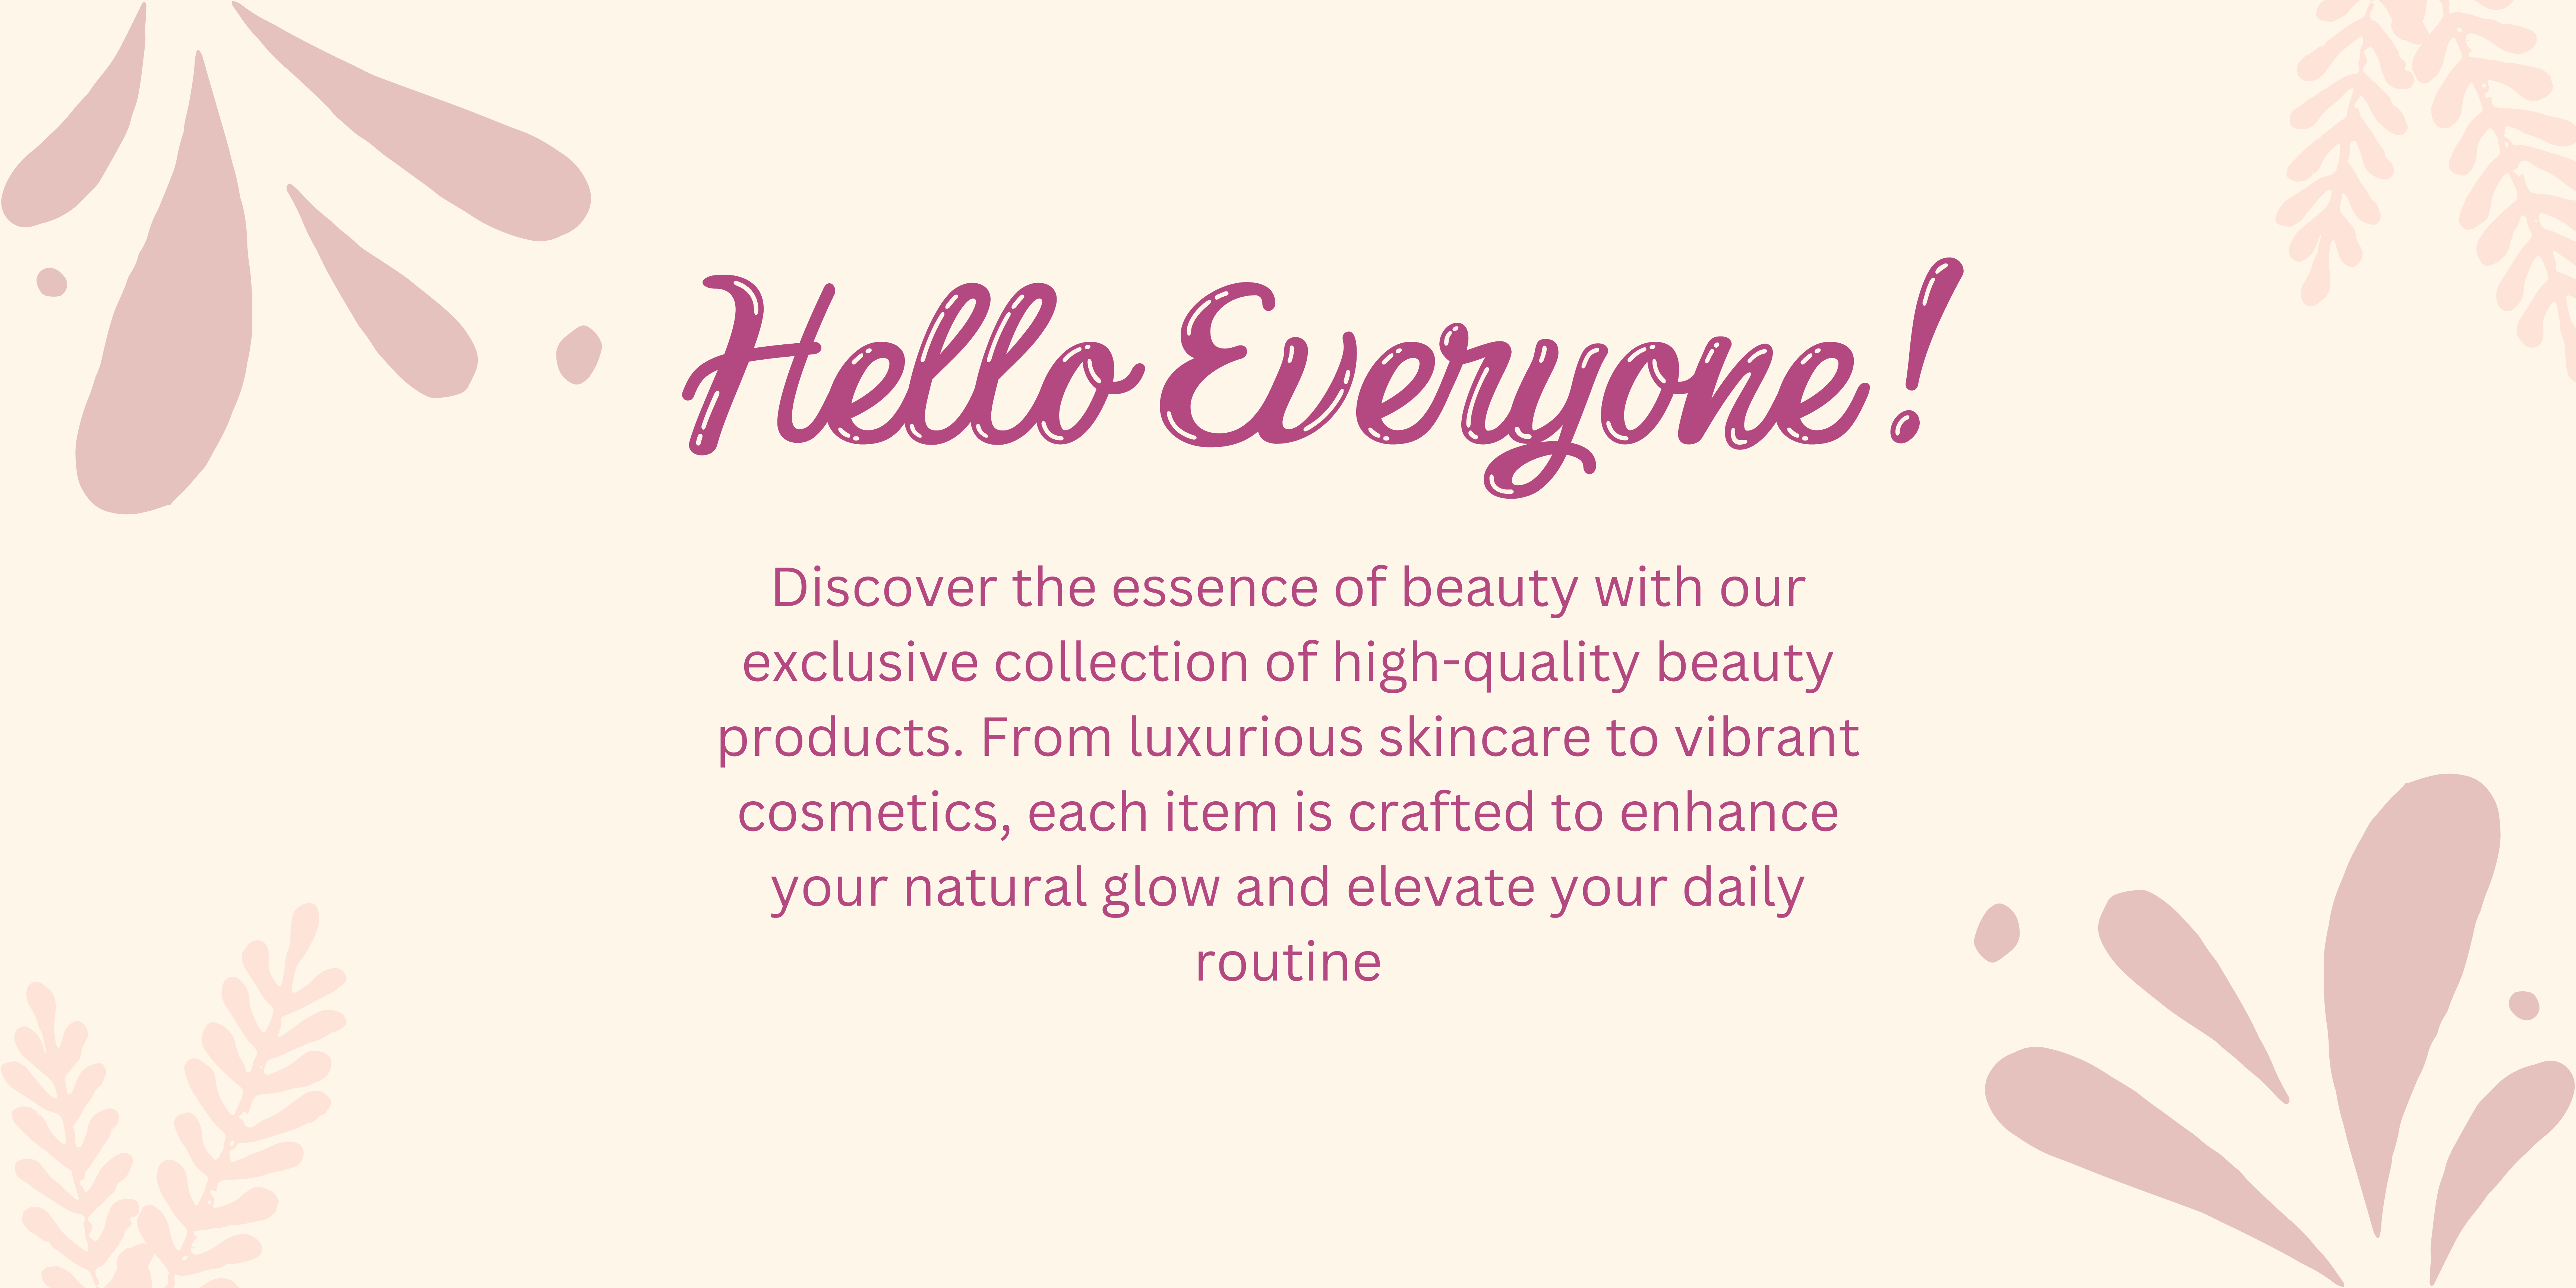 Hello Everyone!
Discover the essence of beauty with our
exclusive collection of high-quality beauty
products. From luxurious skincare to vibrant
cosmetics, each item is crafted to enhance
your natural glow and elevate your daily
routine